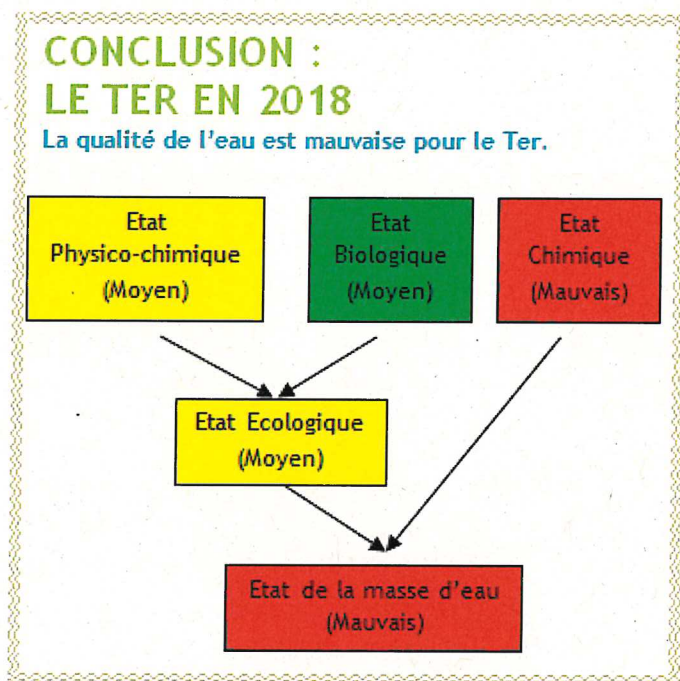 CONCLUSION :
LE TER EN 2018
La qualité de l'eau est mauvaise pour le Ter.
Etat
Physico-chimique
(Moyen)
Etat
Biologique
(Moyen)
Etat
Chimique
(Mauvais)
Etat Ecologique
(Moyen)
Etat de la masse d'eau
(Mauvais)